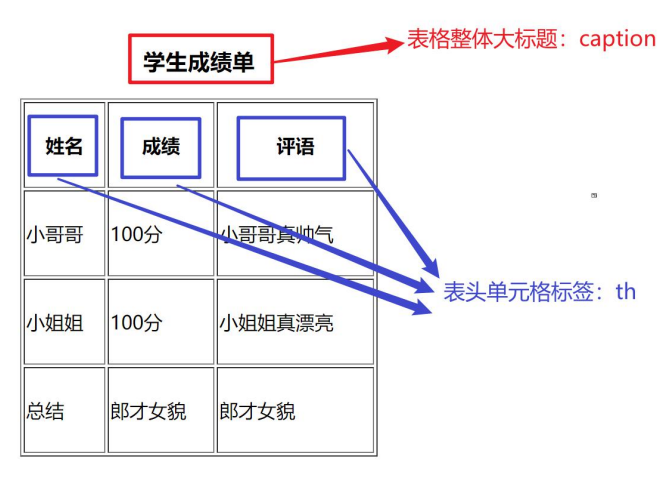 表格整体大标题：caption
学生成绩单
姓名 成绩 评语
小哥哥 100分 小哥哥真帅气
表头单元格标签：th
小姐姐 100分 小姐姐真漂亮
总结 郎才女貌 郎才女貌